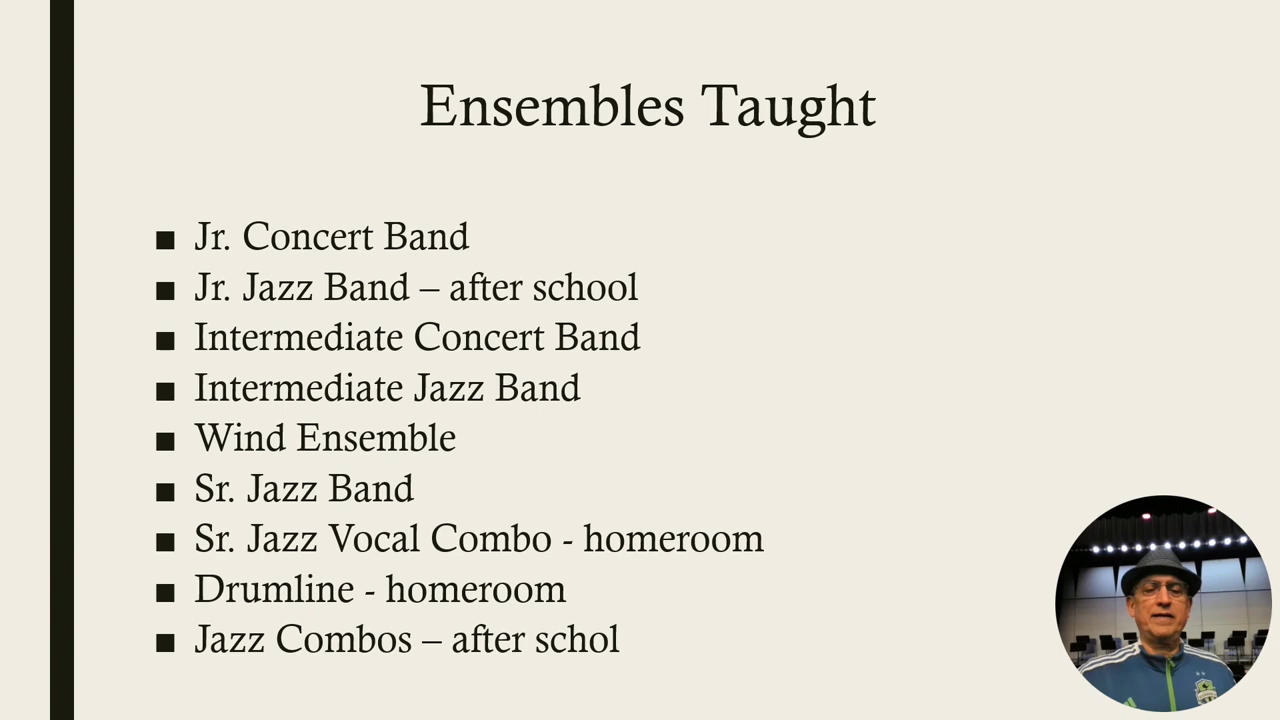 Ensembles Taught
■ Jr. Concert Band
■ Jr. Jazz Band – after school
■ Intermediate Concert Band
■ Intermediate Jazz Band
■ Wind Ensemble
■ Sr. Jazz Band
■ Sr. Jazz Vocal Combo - homeroom
■ Drumline - homeroom
■ Jazz Combos – after schol